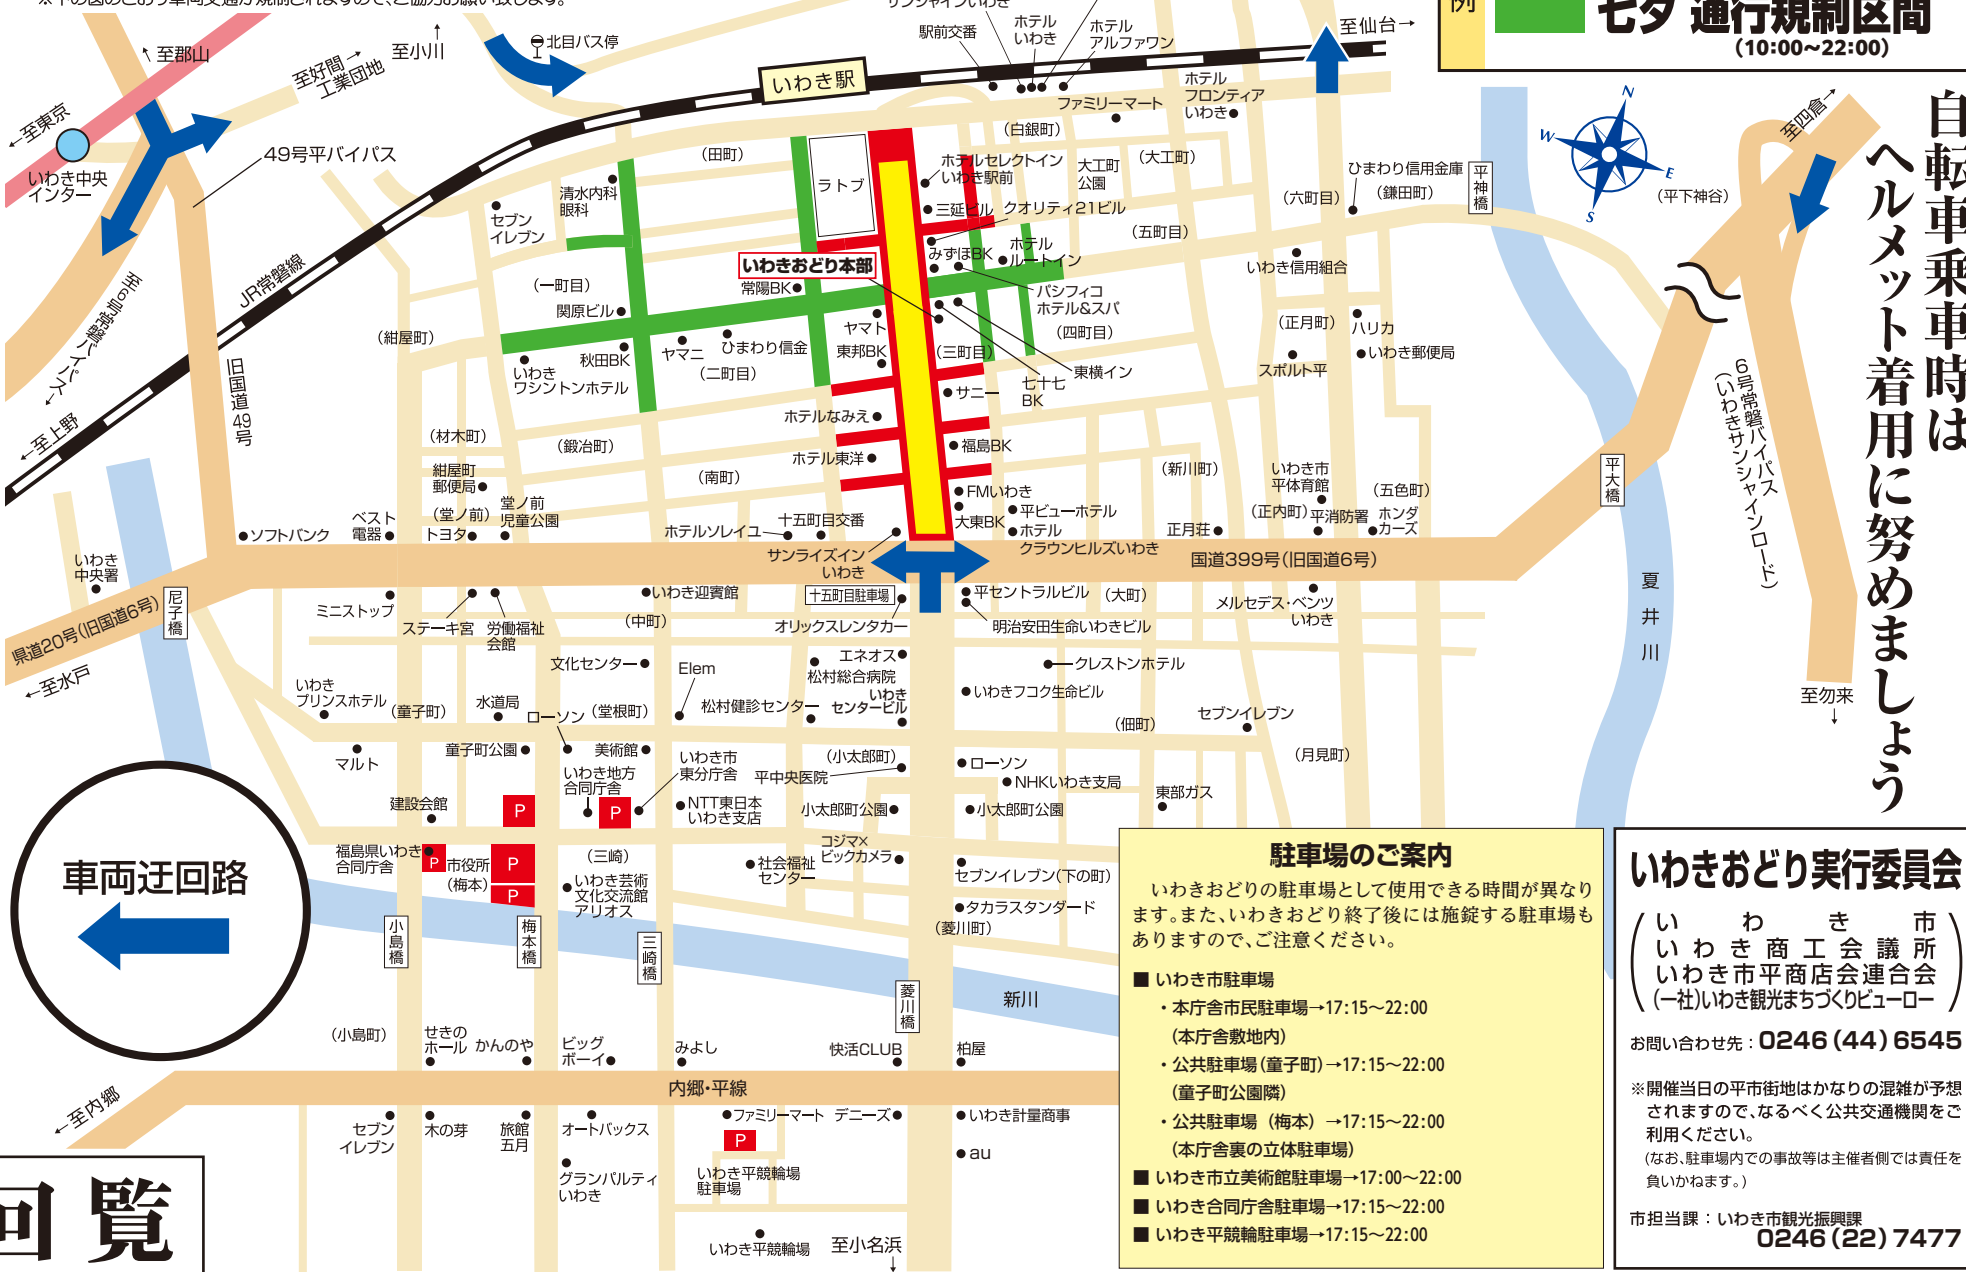 ※下の図のとおり車両交通が規制されますので、ご協力お願い致します。
例
七夕 通行規制区間
(10:00〜22:00)
自転車乗車時は
ヘルメット着用に努めましょう
↖至郡山
至好間→
工業団地
至小川
↑
北目バス停
←至東京
いわき中央
インター
49号平バイパス
至6号常磐バイパス→
JR常磐線
←至上野
旧国道49号
いわき駅
駅前交番
サンシャインいわき
ホテル
いわき
ホテル
アルファワン
ファミリーマート
ホテル
フロンティア
いわき
至仙台→
(白銀町)
(田町)
ラトブ
清水内科
眼科
セブン
イレブン
ホテルセレクトイン
いわき駅前
三延ビル
クオリティ21ビル
みずほBK
ホテル
ルートイン
パシフィコ
ホテル&スパ
大工町
公園
(大工町)
(五町目)
(六町目)
ひまわり信用金庫
(鎌田町)
平神橋
N
W
E
S
(平下神谷)
至四倉→
いわき信用組合
いわきおどり本部
常陽BK
(一町目)
関原ビル
(紺屋町)
いわき
ワシントンホテル
秋田BK
ヤマニ
ひまわり信金
(二町目)
ヤマト
東邦BK
(三町目)
(四町目)
東横イン
七十七
BK
サニー
福島BK
(正月町)
ハリカ
いわき郵便局
スポルト平
6号常磐バイパス
(いわきサンシャインロード)
(材木町)
(鍛冶町)
(南町)
ホテルなみえ
ホテル東洋
紺屋町
郵便局
(堂ノ前)
堂ノ前
児童公園
ソフトバンク
ベスト
電器
トヨタ
ホテルソレイユ
十五町目交番
サンライズイン
いわき
FMいわき
大東BK
平ビューホテル
ホテル
クラウンヒルズいわき
(新川町)
正月荘
いわき市
平体育館
(正内町)
平消防署
(五色町)
ホンダ
カーズ
平大橋
国道399号(旧国道6号)
いわき
中央署
尼子橋
県道20号(旧国道6号)
←至水戸
ミニストップ
ステーキ宮
労働福祉
会館
いわき迎賓館
(中町)
十五町目駐車場
オリックスレンタカー
平セントラルビル
(大町)
明治安田生命いわきビル
メルセデス・ベンツ
いわき
夏井川
至勿来
↓
いわき
プリンスホテル
(童子町)
水道局
ローソン
(堂根町)
文化センター
Elem
松村総合病院
エネオス
松村健診センター
いわき
センタービル
クレストンホテル
いわきフコク生命ビル
(佃町)
セブンイレブン
(月見町)
マルト
童子町公園
美術館
いわき地方
合同庁舎
いわき市
東分庁舎
NTT東日本
いわき支店
平中央医院
(小太郎町)
小太郎町公園
ローソン
NHKいわき支局
小太郎町公園
東部ガス
建設会館
P
P
P
P
P
福島県いわき
合同庁舎
市役所
(梅本)
(三崎)
いわき芸術
文化交流館
アリオス
社会福祉
センター
コジマ×
ビックカメラ
セブンイレブン(下の町)
タカラスタンダード
(菱川町)
車両迂回路
小島橋
梅本橋
三崎橋
菱川橋
新川
(小島町)
せきの
ホール
かんのや
ビッグ
ボーイ
みよし
快活CLUB
柏屋
内郷・平線
←至内郷
セブン
イレブン
木の芽
旅館
五月
オートバックス
グランパルティ
いわき
ファミリーマート
デニーズ
P
いわき平競輪場
駐車場
いわき平競輪場
いわき計量商事
au
至小名浜
↓
回覧
駐車場のご案内
いわきおどりの駐車場として使用できる時間が異なり
ます。また、いわきおどり終了後には施錠する駐車場も
ありますので、ご注意ください。
■ いわき市駐車場
・本庁舎市民駐車場→17:15〜22:00
(本庁舎敷地内)
・公共駐車場(童子町)→17:15〜22:00
(童子町公園隣)
・公共駐車場(梅本)→17:15〜22:00
(本庁舎裏の立体駐車場)
■ いわき市立美術館駐車場→17:00〜22:00
■ いわき合同庁舎駐車場→17:15〜22:00
■ いわき平競輪駐車場→17:15〜22:00
いわきおどり実行委員会
いわき市
いわき商工会議所
いわき市平商店会連合会
(一社)いわき観光まちづくりビューロー
お問い合わせ先:0246(44)6545
※開催当日の平市街地はかなりの混雑が予想
されますので、なるべく公共交通機関をご
利用ください。
(なお、駐車場内での事故等は主催者側では責任を
負いかねます。)
市担当課:いわき市観光振興課
0246(22)7477